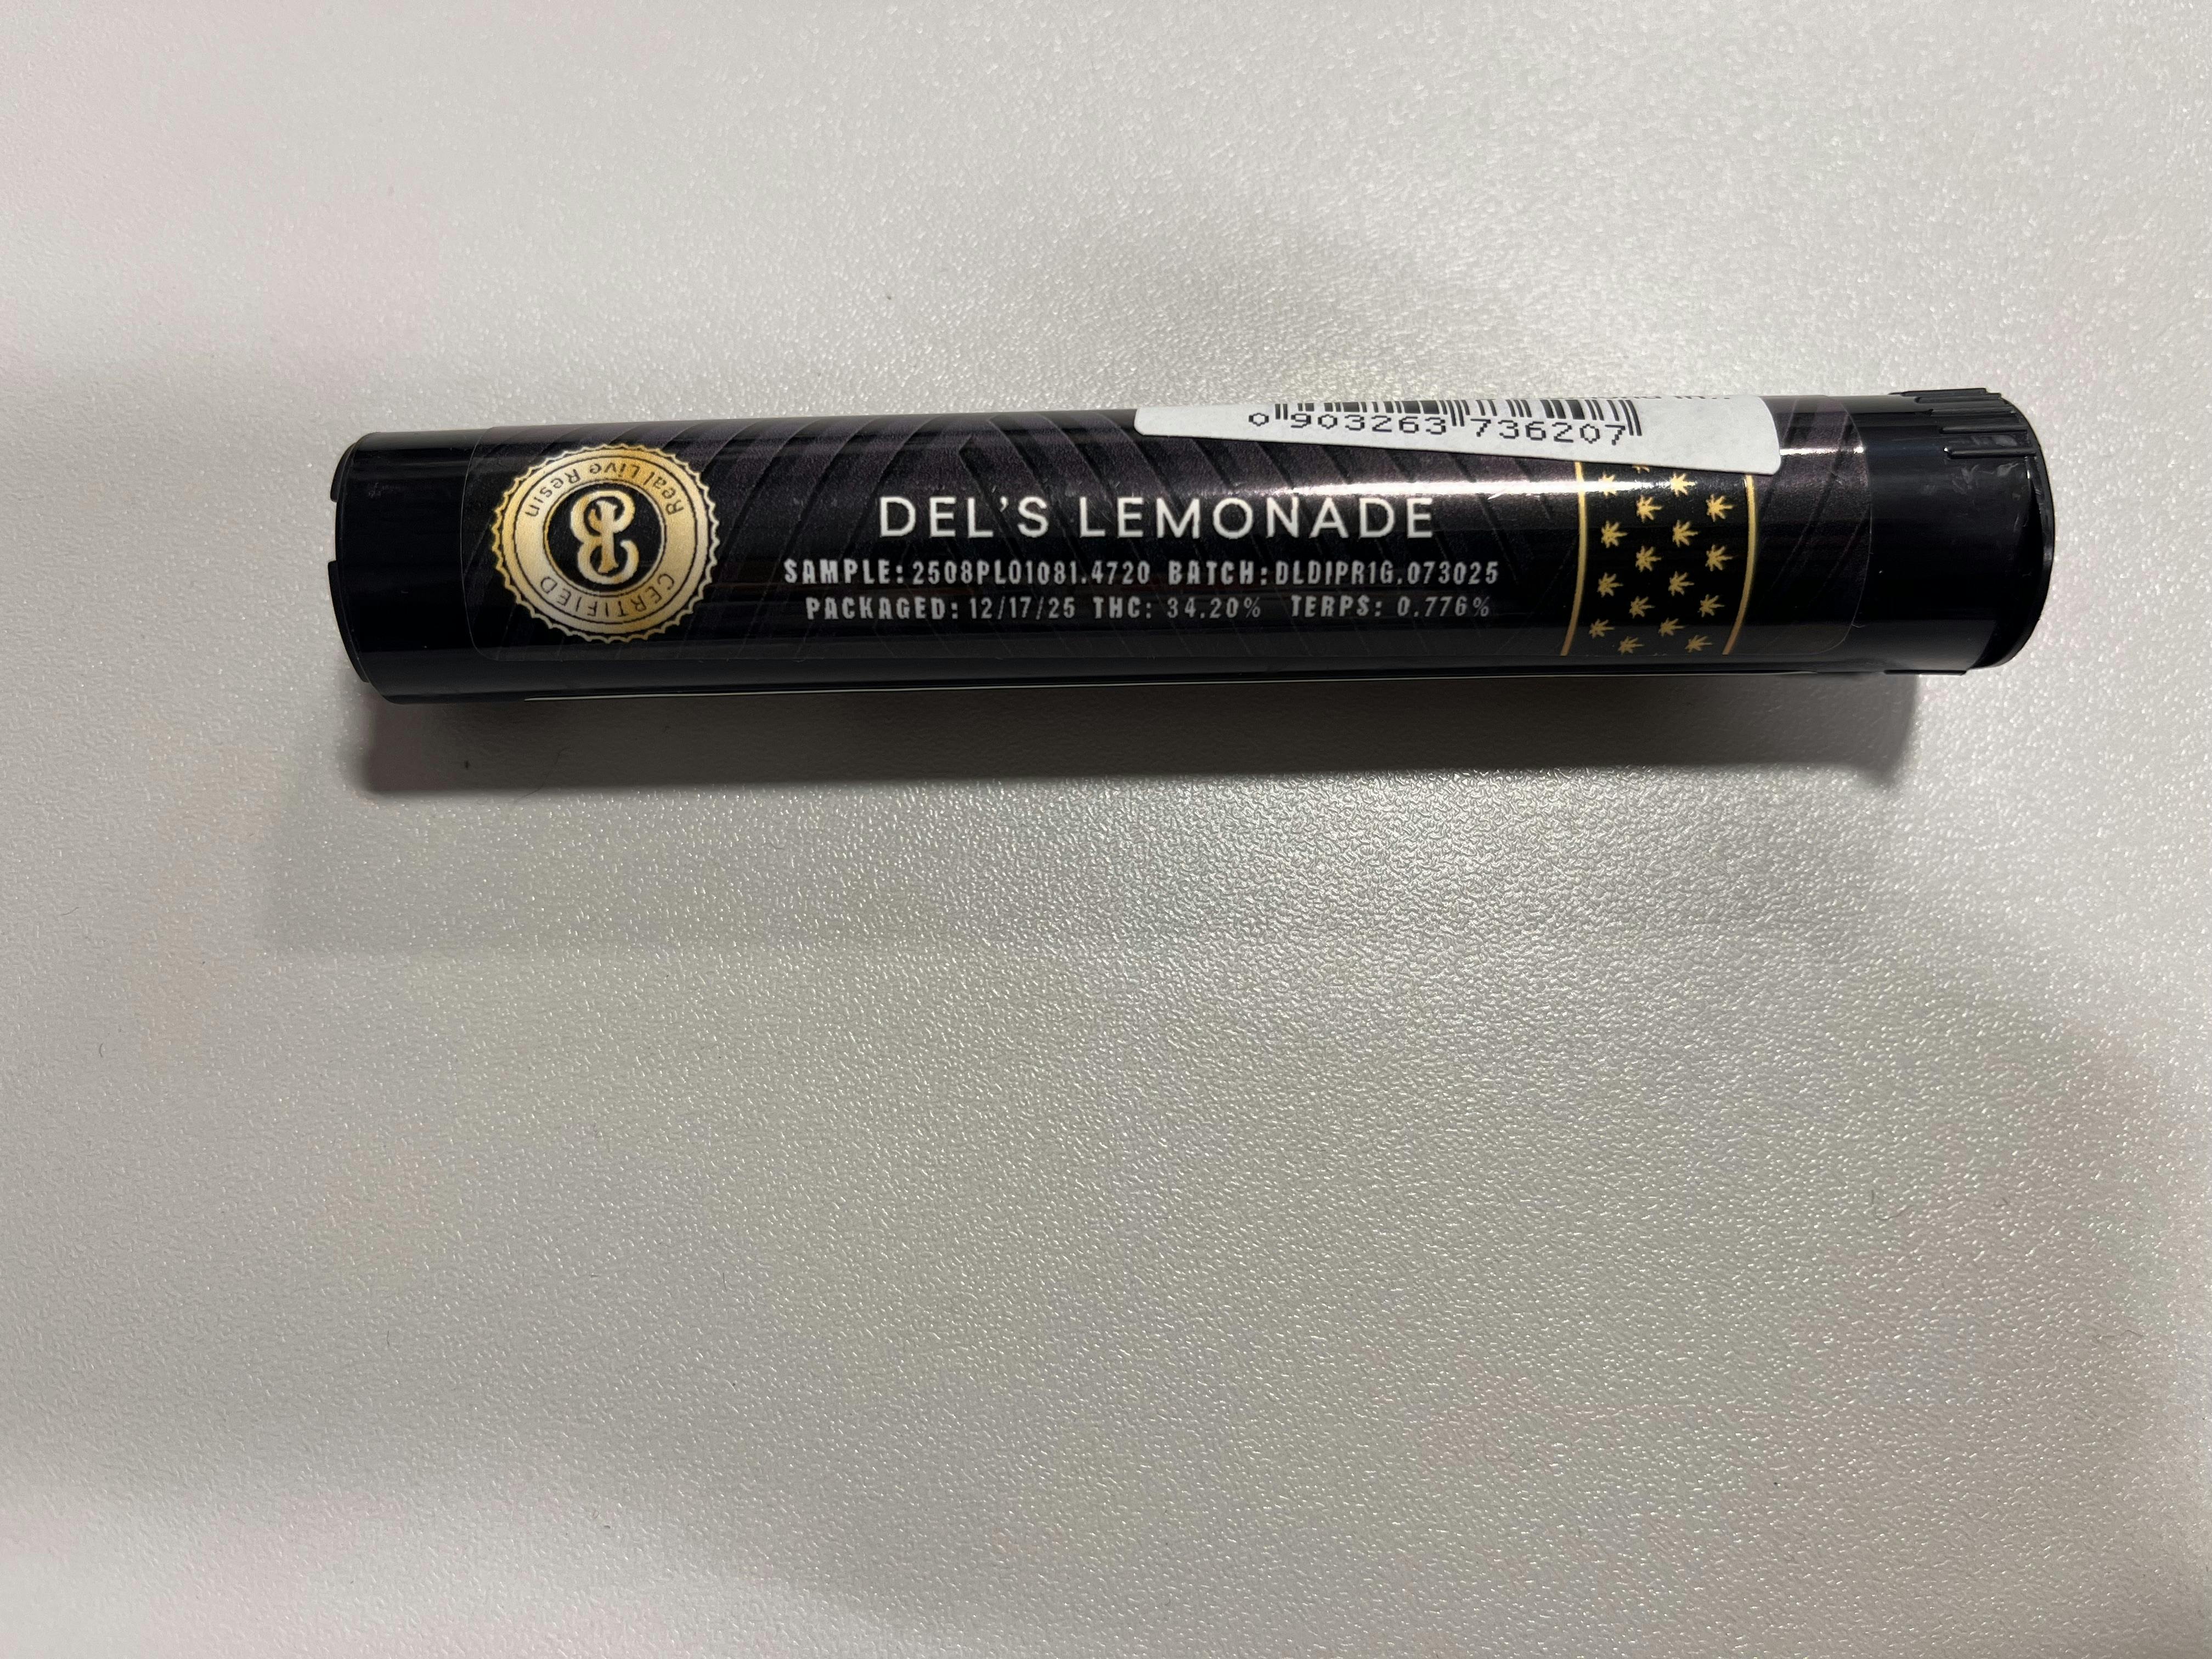 0 903263 736207
Real Live Resin
CERTIFIED
DEL'S LEMONADE
SAMPLE: 2508PLO1081.4720 BATCH: DLDIPR1G.073025
PACKAGED: 12/17/25 THC: 34.20% TERPS: 0.776%